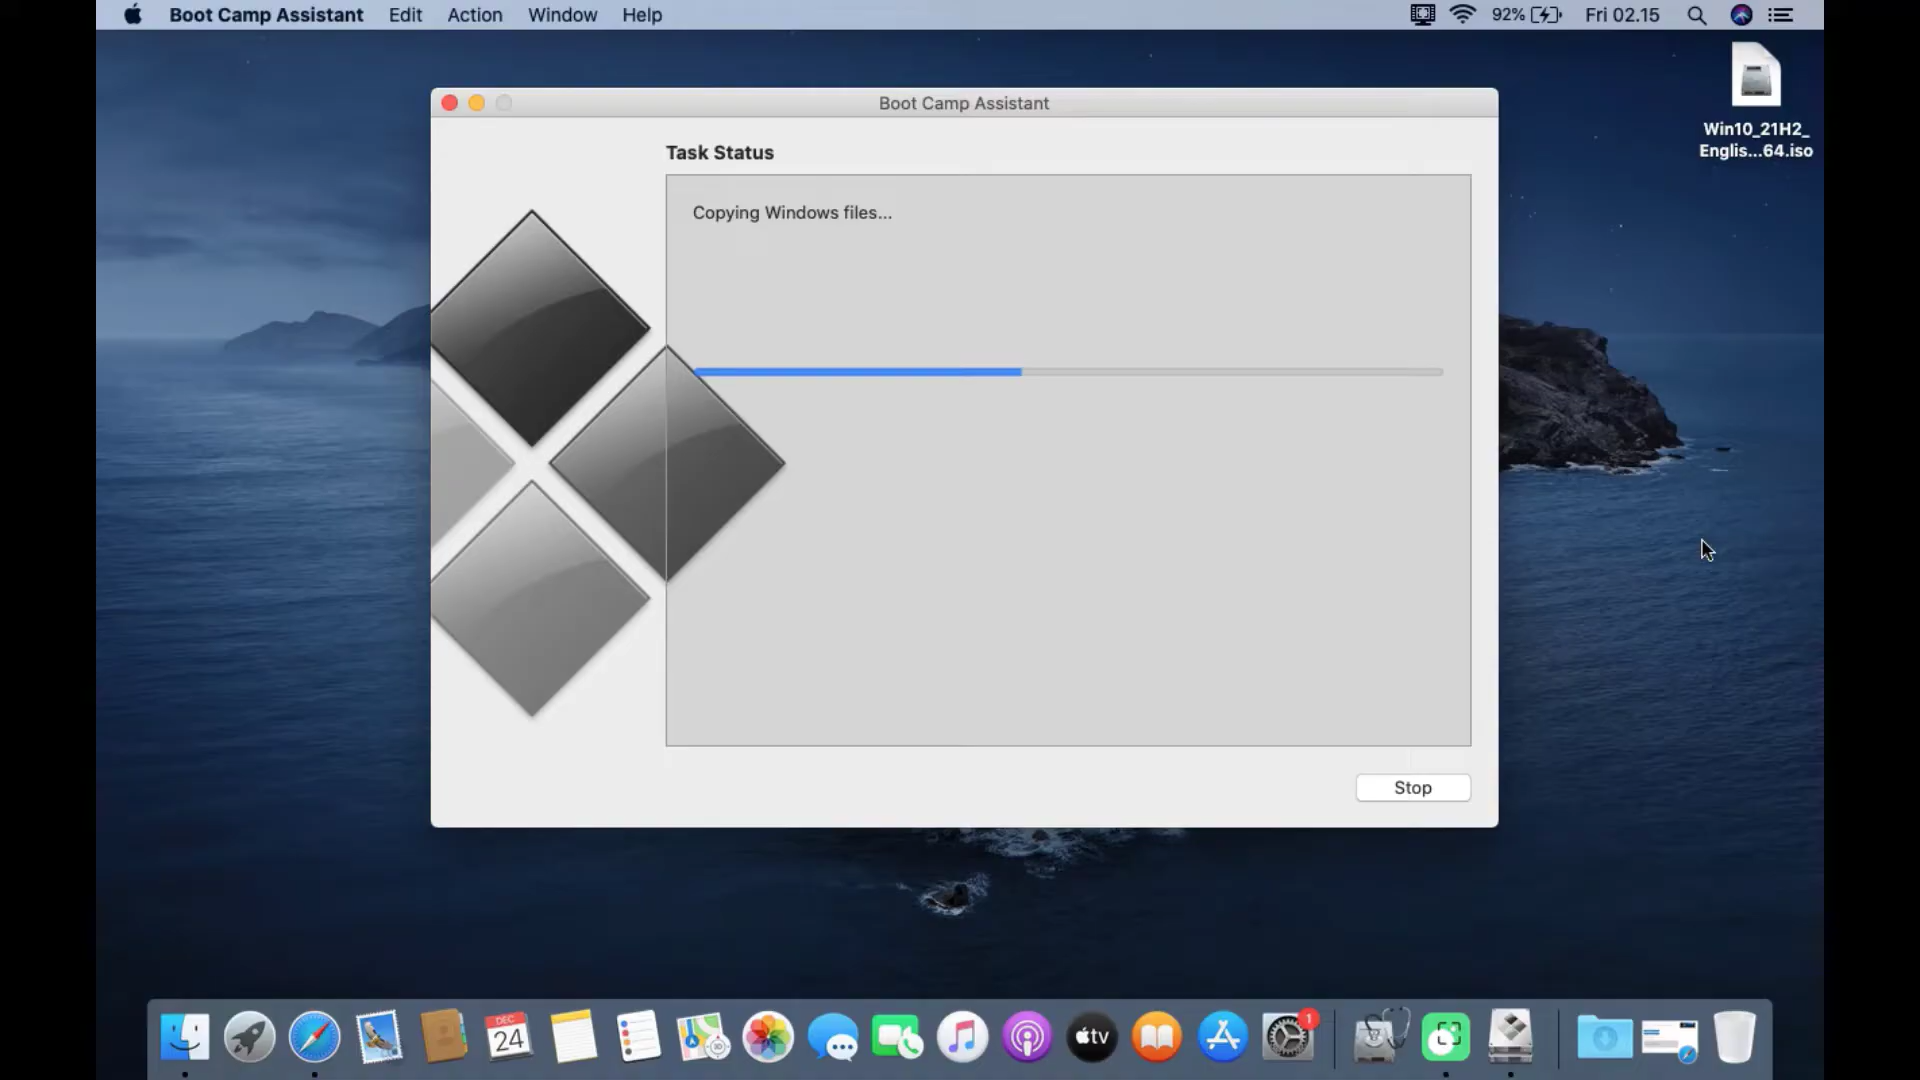 Boot Camp Assistant Edit Action Window Help 92% Fri 02.15
Win10_21H2_
Englis...64.iso
Boot Camp Assistant
Task Status
Copying Windows files...
Stop
DEC
24
3D
tv
1